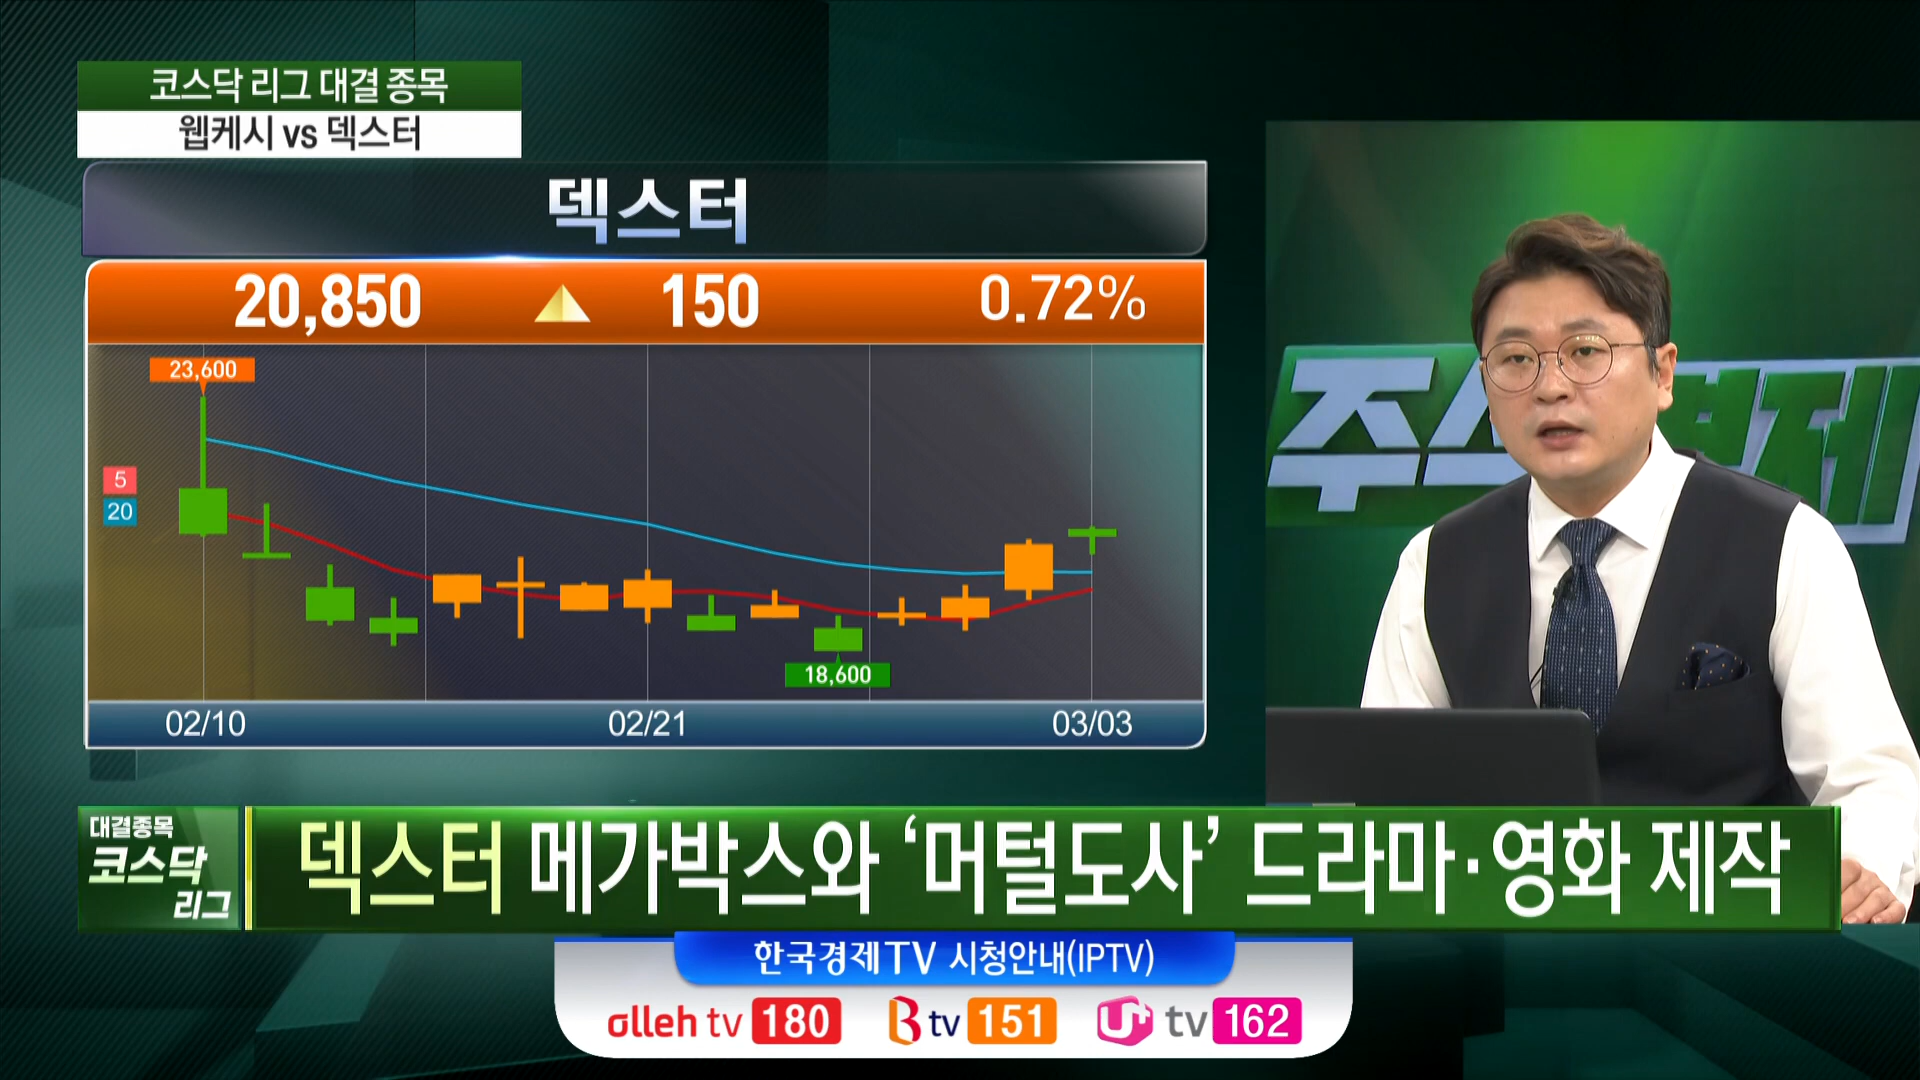 코스닥 리그 대결 종목
웹케시 vs 덱스터
덱스터
20,850 ▲ 150 0.72%
23,600
5
20
18,600
02/10 02/21 03/03
대결종목
코스닥
리그
덱스터 메가박스와 ‘머털도사’ 드라마·영화 제작
한국경제TV 시청안내(IPTV)
olleh tv 180 B tv 151 U+ tv 162